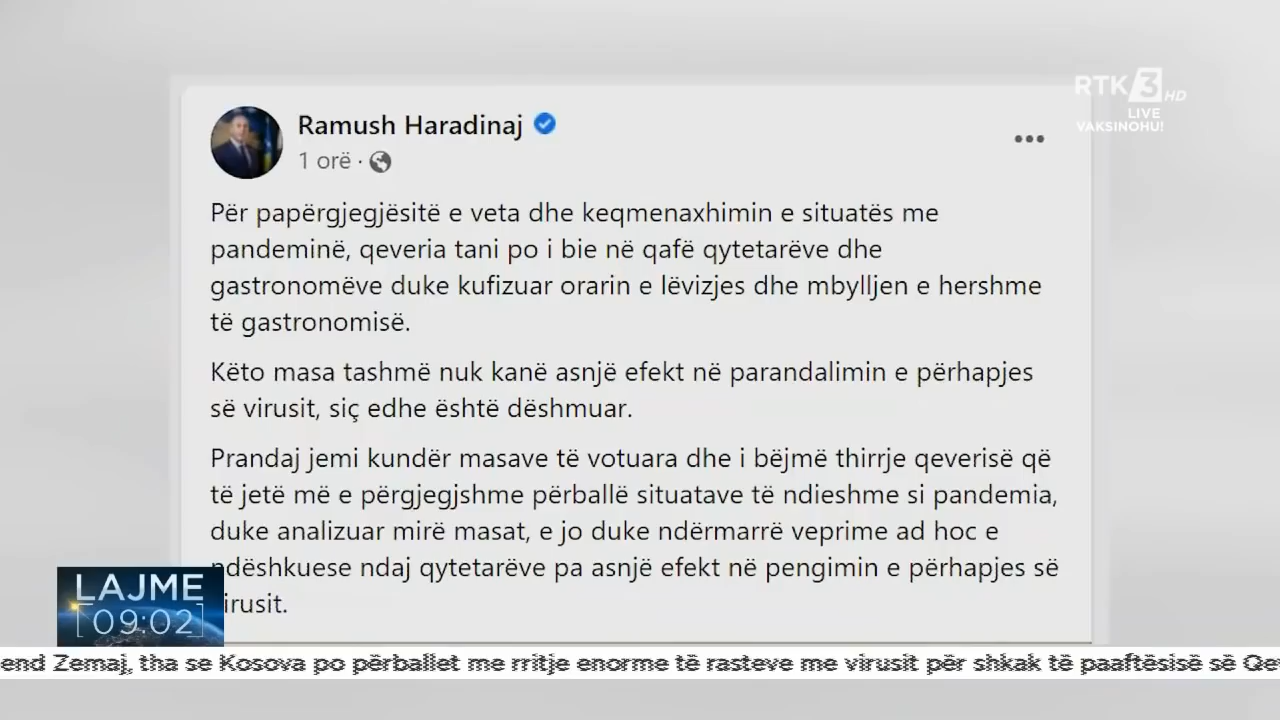 RTK 3 HD
LIVE
VAKSINOHU!
Ramush Haradinaj
1 orë ·
Për papërgjegjësitë e veta dhe keqmenaxhimin e situatës me
pandeminë, qeveria tani po i bie në qafë qytetarëve dhe
gastronomëve duke kufizuar orarin e lëvizjes dhe mbylljen e hershme
të gastronomisë.
Këto masa tashmë nuk kanë asnjë efekt në parandalimin e përhapjes
së virusit, siç edhe është dëshmuar.
Prandaj jemi kundër masave të votuara dhe i bëjmë thirrje qeverisë që
të jetë më e përgjegjshme përballë situatave të ndieshme si pandemia,
duke analizuar mirë masat, e jo duke ndërmarrë veprime ad hoc e
ndëshkuese ndaj qytetarëve pa asnjë efekt në pengimin e përhapjes së
irusit.
LAJME
[09:02]
end Zemaj, tha se Kosova po përballet me rritje enorme të rasteve me virusit për shkak të paaftësisë së Qe